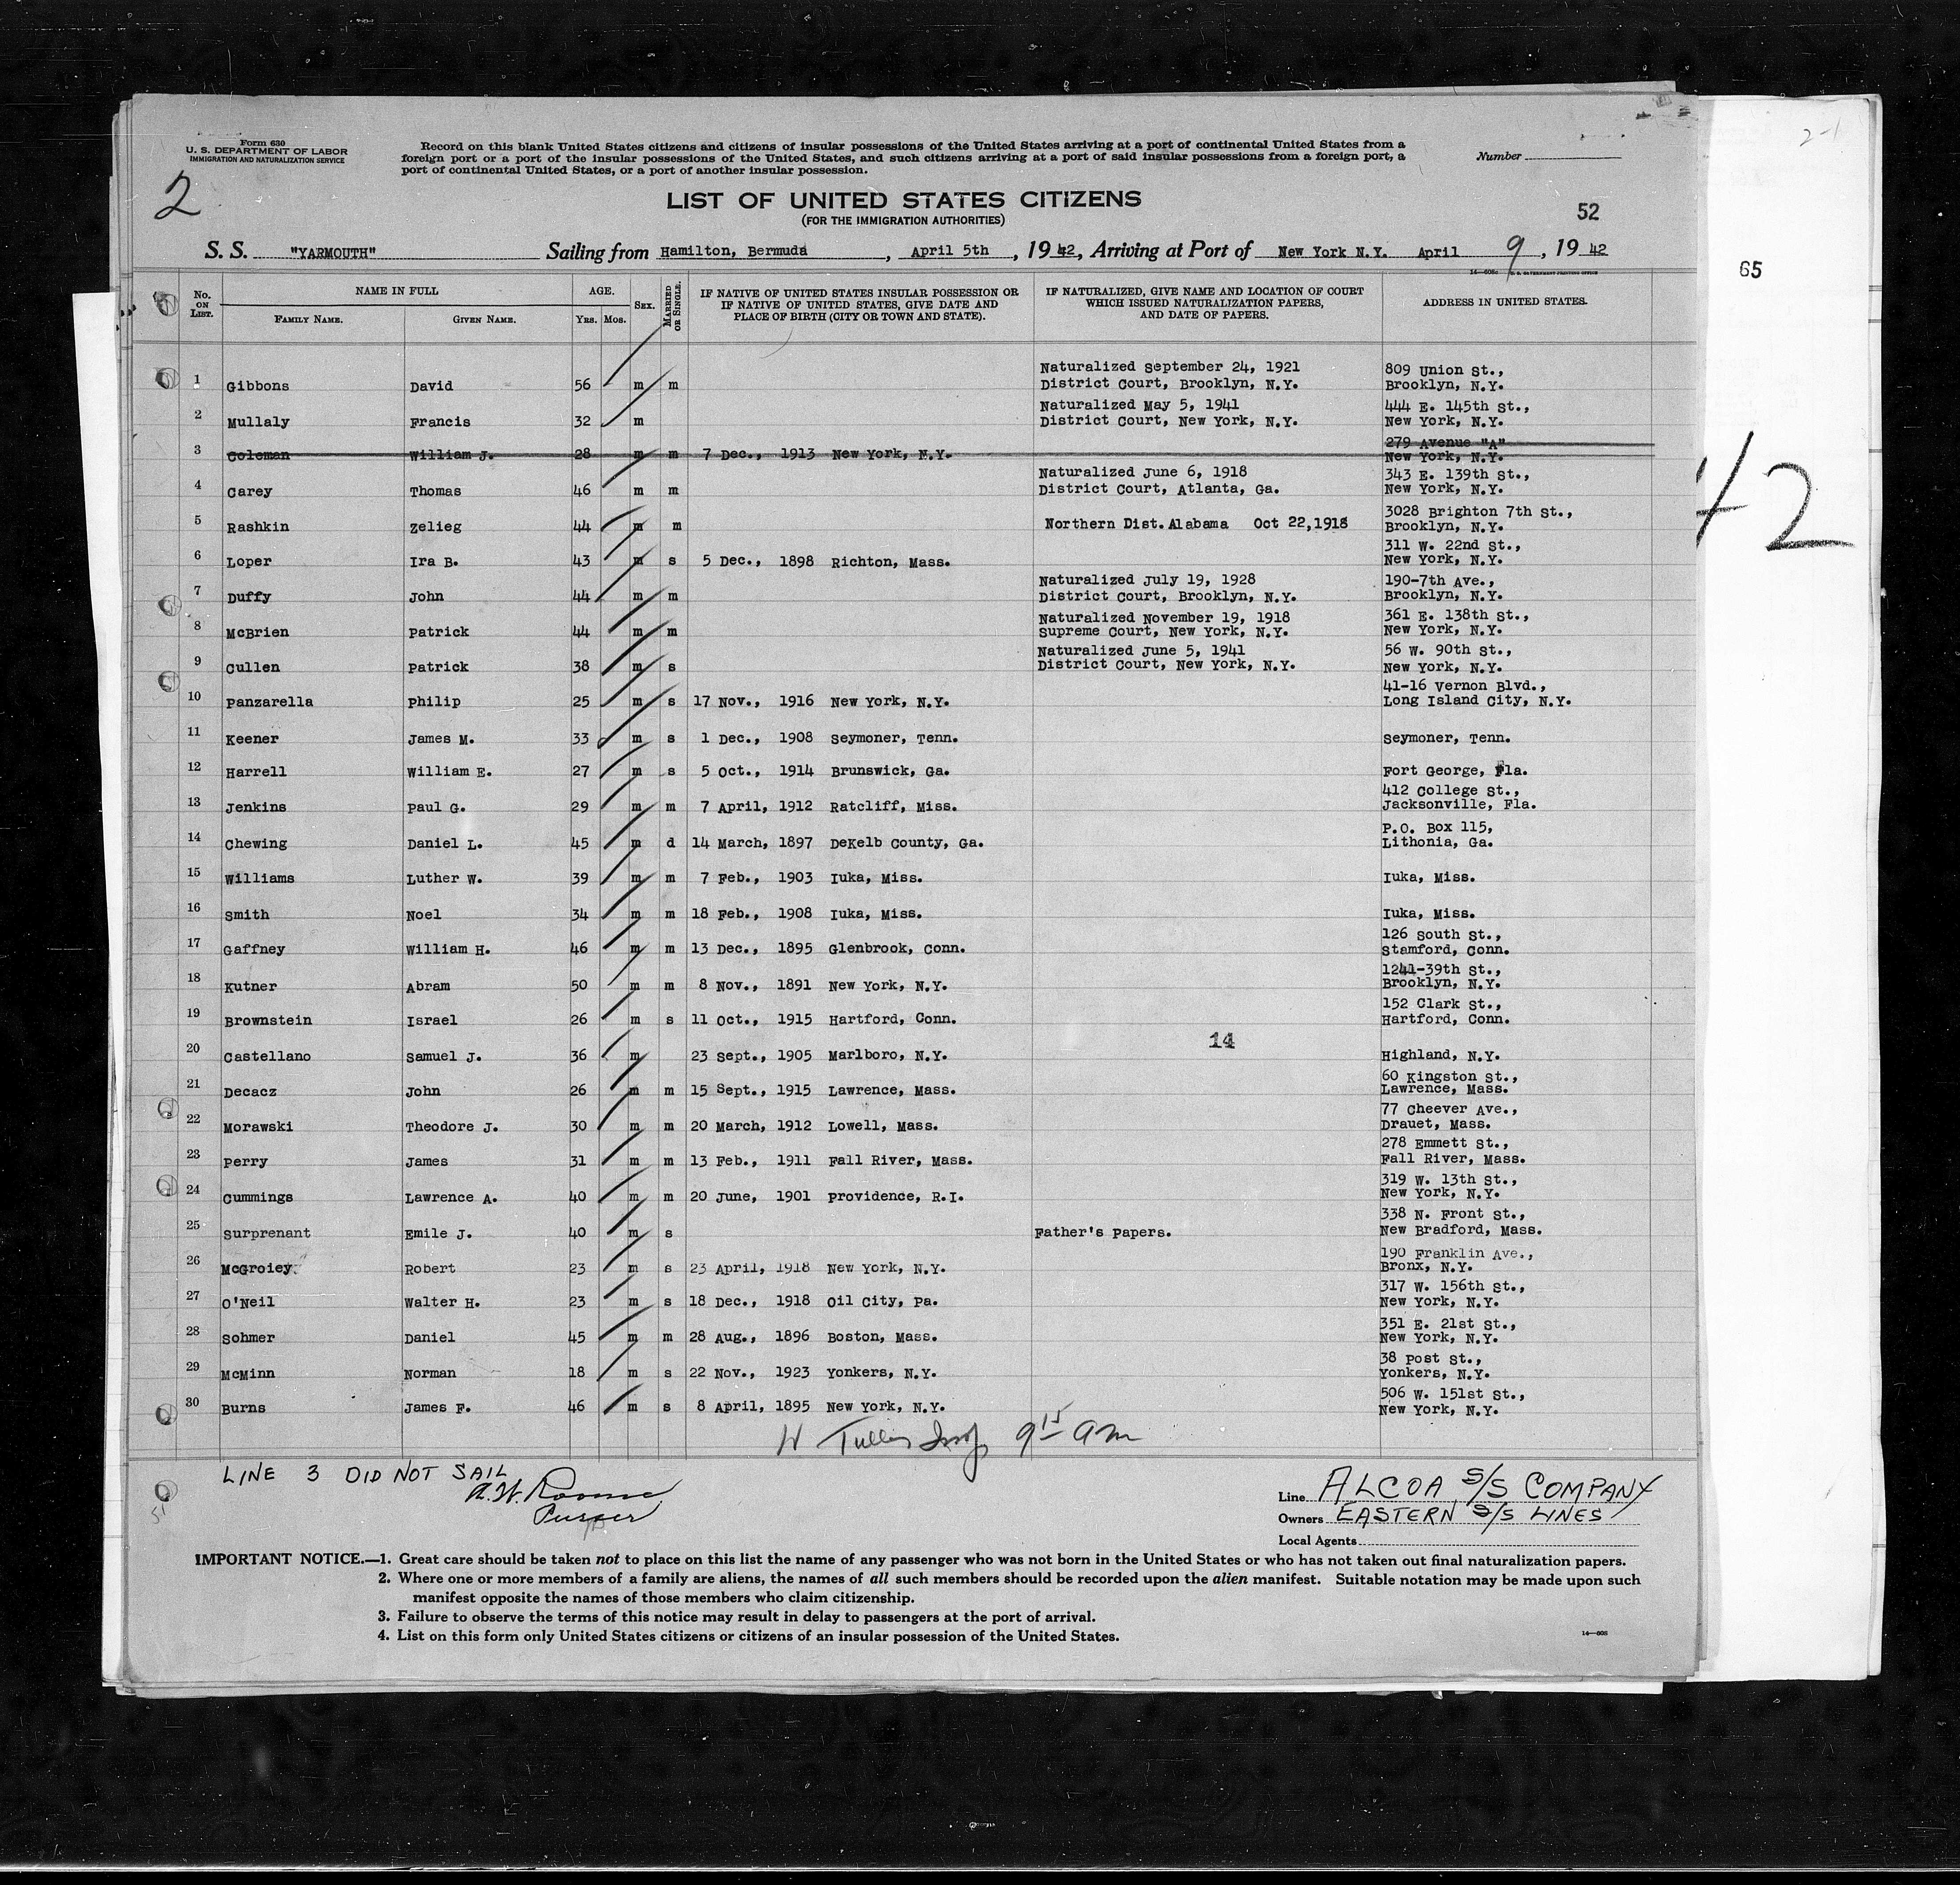 Form 630
U. S. DEPARTMENT OF LABOR
IMMIGRATION AND NATURALIZATION SERVICE
Record on this blank United States citizens and citizens of insular possessions of the United States arriving at a port of continental United States from a
foreign port or a port of the insular possessions of the United States, and such citizens arriving at a port of said insular possessions from a foreign port, a
port of continental United States, or a port of another insular possession.
Number
2-1
2
LIST OF UNITED STATES CITIZENS
(FOR THE IMMIGRATION AUTHORITIES)
52
65
S. S. "YARMOUTH" Sailing from Hamilton, Bermuda, April 5th, 1942, Arriving at Port of New York N.Y. April 9, 1942
No. ON LIST. NAME IN FULL FAMILY NAME. GIVEN NAME. AGE. YRS. MOS. SEX. MARRIED OR SINGLE. IF NATIVE OF UNITED STATES INSULAR POSSESSION OR IF NATIVE OF UNITED STATES, GIVE DATE AND PLACE OF BIRTH (CITY OR TOWN AND STATE). IF NATURALIZED, GIVE NAME AND LOCATION OF COURT WHICH ISSUED NATURALIZATION PAPERS, AND DATE OF PAPERS. ADDRESS IN UNITED STATES.
Naturalized September 24, 1921 809 Union St.,
1 Gibbons David 56 m m District Court, Brooklyn, N.Y. Brooklyn, N.Y.
Naturalized May 5, 1941 444 E. 145th St.,
2 Mullaly Francis 32 m District Court, New York, N.Y. New York, N.Y.
279 Avenue "A"
3 Coleman William J. 28 m m 7 Dec., 1913 New York, N.Y. New York, N.Y.
Naturalized June 6, 1918 343 E. 139th St.,
4 Carey Thomas 46 m m District Court, Atlanta, Ga. New York, N.Y.
3028 Brighton 7th St.,
5 Rashkin Zelieg 44 m m Northern Dist. Alabama Oct 22,1918 Brooklyn, N.Y.
311 W. 22nd St.,
6 Loper Ira B. 43 m s 5 Dec., 1898 Richton, Mass. New York, N.Y.
Naturalized July 19, 1928 190-7th Ave.,
7 Duffy John 44 m m District Court, Brooklyn, N.Y. Brooklyn, N.Y.
Naturalized November 19, 1918 361 E. 138th St.,
8 McBrien Patrick 44 m m Supreme Court, New York, N.Y. New York, N.Y.
Naturalized June 5, 1941 56 W. 90th St.,
9 Cullen Patrick 38 m s District Court, New York, N.Y. New York, N.Y.
41-16 Vernon Blvd.,
10 Panzarella Philip 25 m s 17 Nov., 1916 New York, N.Y. Long Island City, N.Y.
11 Keener James M. 33 m s 1 Dec., 1908 Seymoner, Tenn. Seymoner, Tenn.
12 Harrell William E. 27 m s 5 Oct., 1914 Brunswick, Ga. Fort George, Fla.
412 College St.,
13 Jenkins Paul G. 29 m m 7 April, 1912 Ratcliff, Miss. Jacksonville, Fla.
P.O. Box 115,
14 Chewing Daniel L. 45 m d 14 March, 1897 DeKelb County, Ga. Lithonia, Ga.
15 Williams Luther W. 39 m m 7 Feb., 1903 Iuka, Miss. Iuka, Miss.
16 Smith Noel 34 m m 18 Feb., 1908 Iuka, Miss. Iuka, Miss.
126 South St.,
17 Gaffney William H. 46 m m 13 Dec., 1895 Glenbrook, Conn. Stamford, Conn.
1241-39th St.,
18 Kutner Abram 50 m m 8 Nov., 1891 New York, N.Y. Brooklyn, N.Y.
152 Clark St.,
19 Brownstein Israel 26 m s 11 Oct., 1915 Hartford, Conn. Hartford, Conn.
14
20 Castellano Samuel J. 36 m 23 Sept., 1905 Marlboro, N.Y. Highland, N.Y.
60 Kingston St.,
21 Decacz John 26 m m 15 Sept., 1915 Lawrence, Mass. Lawrence, Mass.
77 Cheever Ave.,
22 Morawski Theodore J. 30 m m 20 March, 1912 Lowell, Mass. Drauet, Mass.
278 Emmett St.,
23 Perry James 31 m m 13 Feb., 1911 Fall River, Mass. Fall River, Mass.
319 W. 13th St.,
24 Cummings Lawrence A. 40 m m 20 June, 1901 Providence, R.I. New York, N.Y.
338 N. Front St.,
25 Surprenant Emile J. 40 m s Father's Papers. New Bradford, Mass.
190 Franklin Ave.,
26 McGroiey Robert 23 m s 23 April, 1918 New York, N.Y. Bronx, N.Y.
317 W. 156th St.,
27 O'Neil Walter H. 23 m s 18 Dec., 1918 Oil City, Pa. New York, N.Y.
351 E. 21st St.,
28 Sohmer Daniel 45 m m 28 Aug., 1896 Boston, Mass. New York, N.Y.
38 Post St.,
29 McMinn Norman 18 m s 22 Nov., 1923 Yonkers, N.Y. Yonkers, N.Y.
506 W. 151st St.,
30 Burns James F. 46 m s 8 April, 1895 New York, N.Y. New York, N.Y.
9 15 am
LINE 3 DID NOT SAIL
Purser
Line ALCOA S/S COMPANY
Owners EASTERN S/S LINES
Local Agents
IMPORTANT NOTICE.—1. Great care should be taken not to place on this list the name of any passenger who was not born in the United States or who has not taken out final naturalization papers.
2. Where one or more members of a family are aliens, the names of all such members should be recorded upon the alien manifest. Suitable notation may be made upon such
manifest opposite the names of those members who claim citizenship.
3. Failure to observe the terms of this notice may result in delay to passengers at the port of arrival.
4. List on this form only United States citizens or citizens of an insular possession of the United States.